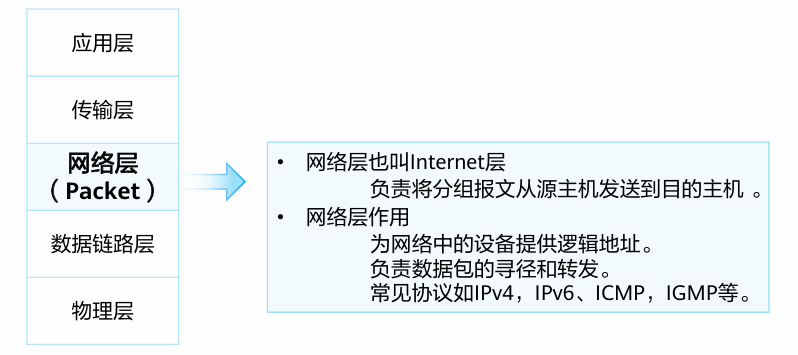 应用层
传输层
网络层
（Packet）
数据链路层
物理层
• 网络层也叫Internet层
负责将分组报文从源主机发送到目的主机 。
• 网络层作用
为网络中的设备提供逻辑地址。
负责数据包的寻径和转发。
常见协议如IPv4，IPv6、ICMP，IGMP等。